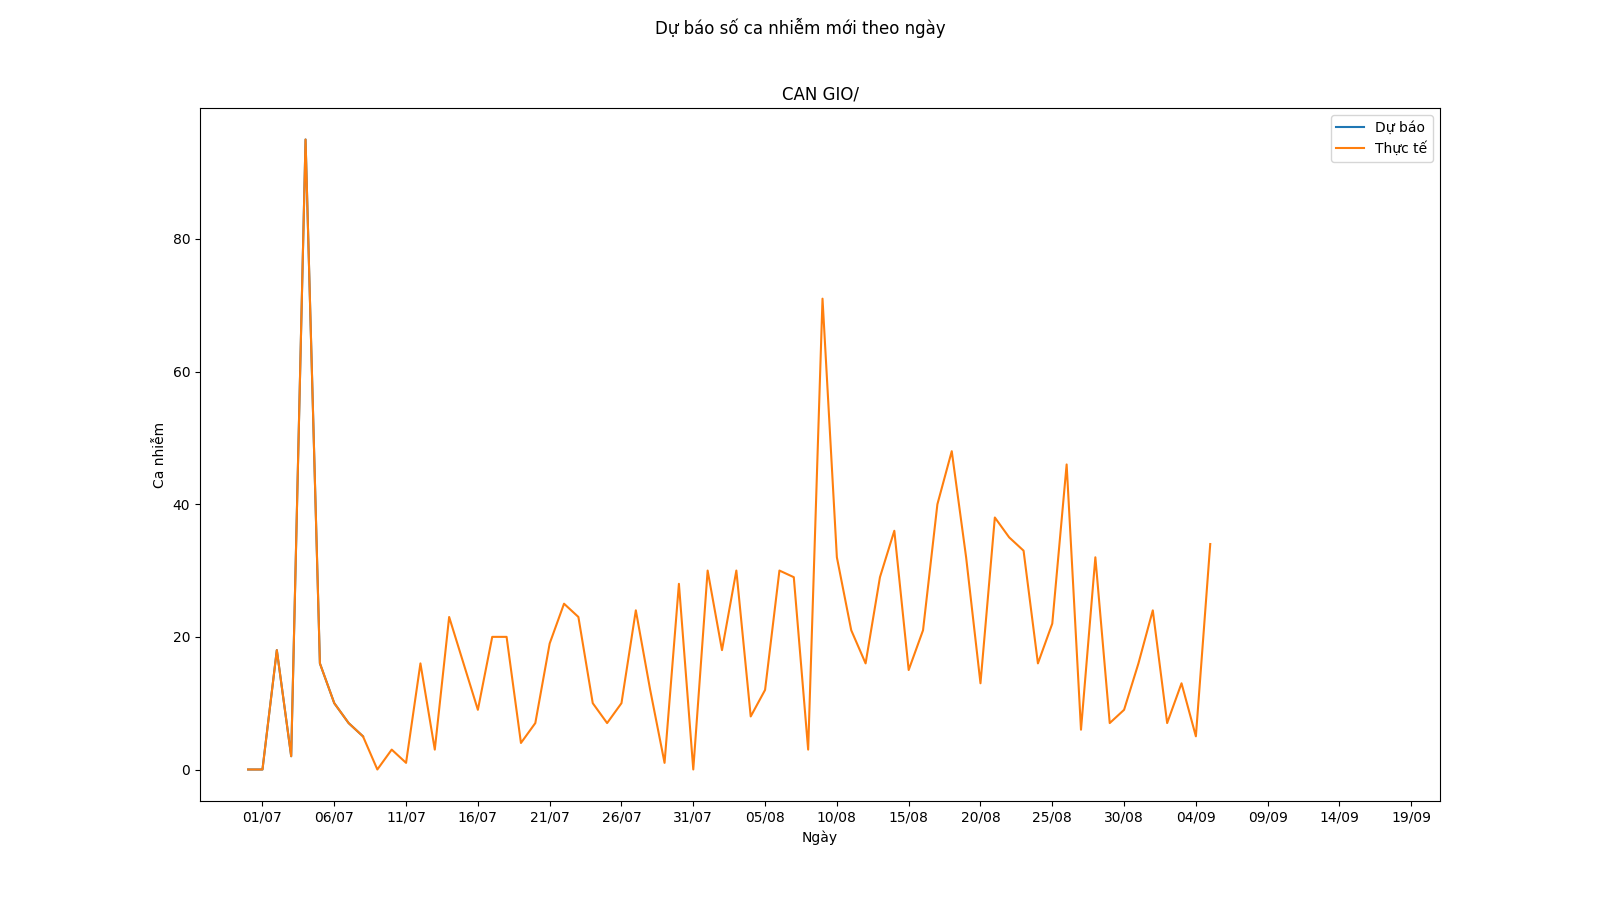 Dự báo số ca nhiễm mới theo ngày
CAN GIO/
Dự báo
Thực tế
80
60
40
20
0
Ca nhiễm
01/07 06/07 11/07 16/07 21/07 26/07 31/07 05/08 10/08 15/08 20/08 25/08 30/08 04/09 09/09 14/09 19/09
Ngày